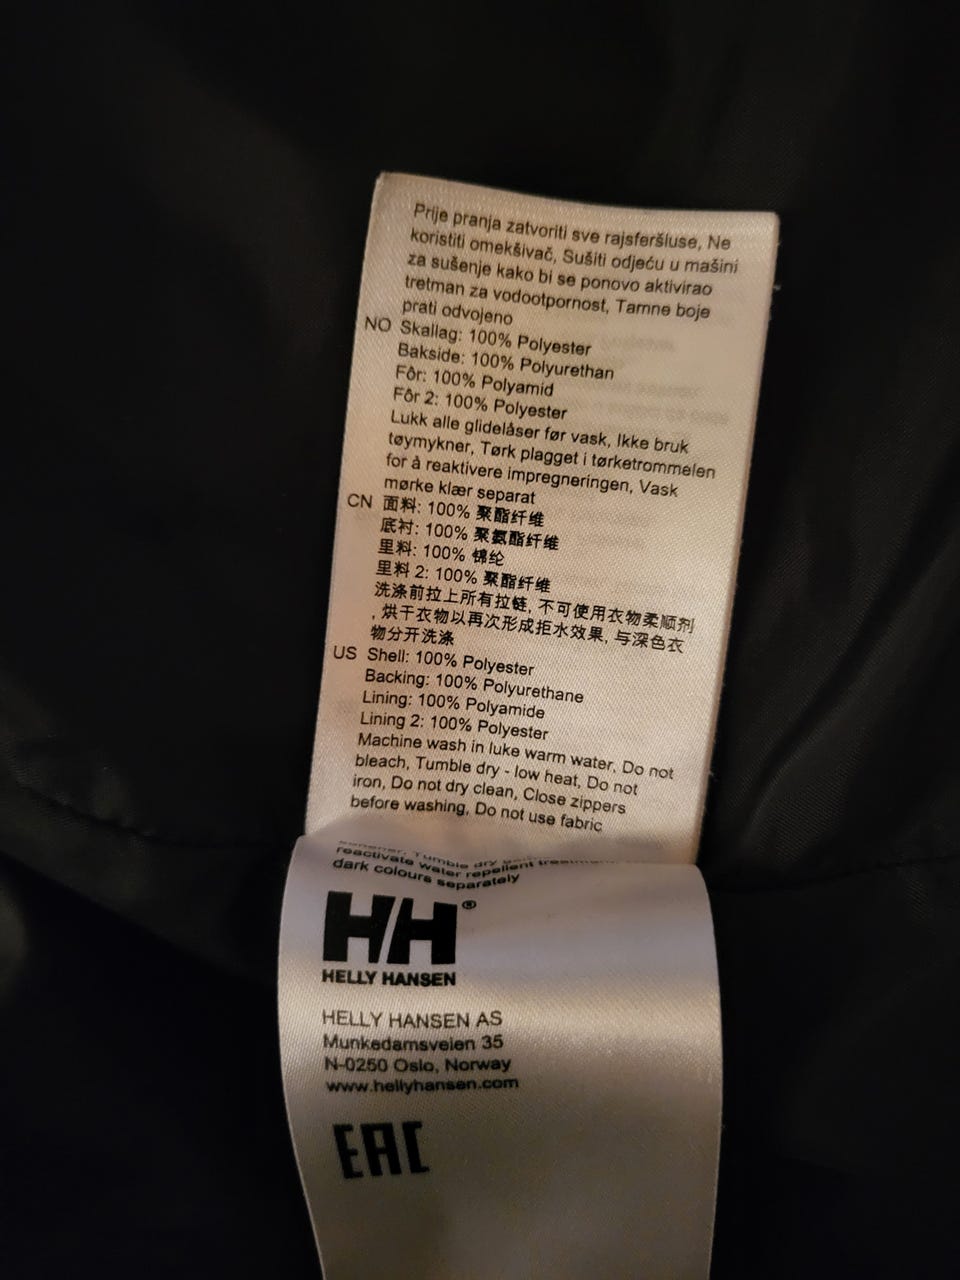 Prije pranja zatvoriti sve rajsferšluse, Ne
koristiti omekšivač, Sušiti odjeću u mašini
za sušenje kako bi se ponovo aktivirao
tretman za vodootpornost, Tamne boje
prati odvojeno
NO Skallag: 100% Polyester
Bakside: 100% Polyurethan
Fôr: 100% Polyamid
Fôr 2: 100% Polyester
Lukk alle glidelåser før vask, Ikke bruk
tøymykner, Tørk plagget i tørketrommelen
for å reaktivere impregneringen, Vask
mørke klær separat
CN 面料: 100% 聚酯纤维
底衬: 100% 聚氨酯纤维
里料: 100% 锦纶
里料 2: 100% 聚酯纤维
洗涤前拉上所有拉链, 不可使用衣物柔顺剂
, 烘干衣物以再次形成拒水效果, 与深色衣
物分开洗涤
US Shell: 100% Polyester
Backing: 100% Polyurethane
Lining: 100% Polyamide
Lining 2: 100% Polyester
Machine wash in luke warm water, Do not
bleach, Tumble dry - low heat, Do not
iron, Do not dry clean, Close zippers
before washing, Do not use fabric
Tumble dry
reactivate water repellent
dark colours separately
HH®
HELLY HANSEN
HELLY HANSEN AS
Munkedamsveien 35
N-0250 Oslo, Norway
www.hellyhansen.com
EAC